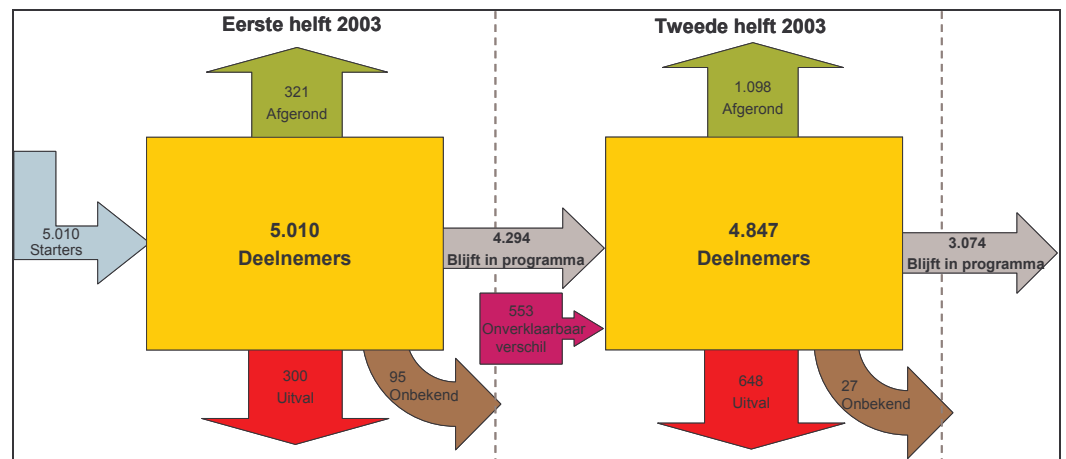 Eerste helft 2003
Tweede helft 2003
321
Afgerond
1.098
Afgerond
5.010
Starters
5.010
Deelnemers
4.294
Blijft in programma
4.847
Deelnemers
3.074
Blijft in programma
553
Onverklaarbaar
verschil
300
Uitval
95
Onbekend
648
Uitval
27
Onbekend